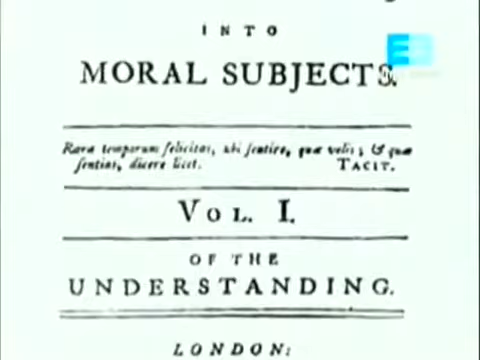 INTO
MORAL SUBJECTS.
Rara temporum felicitas, ubi sentire, quæ velis; & quæ
sentias, dicere licet. TACIT.
VOL. I.
OF THE
UNDERSTANDING.
LONDON: